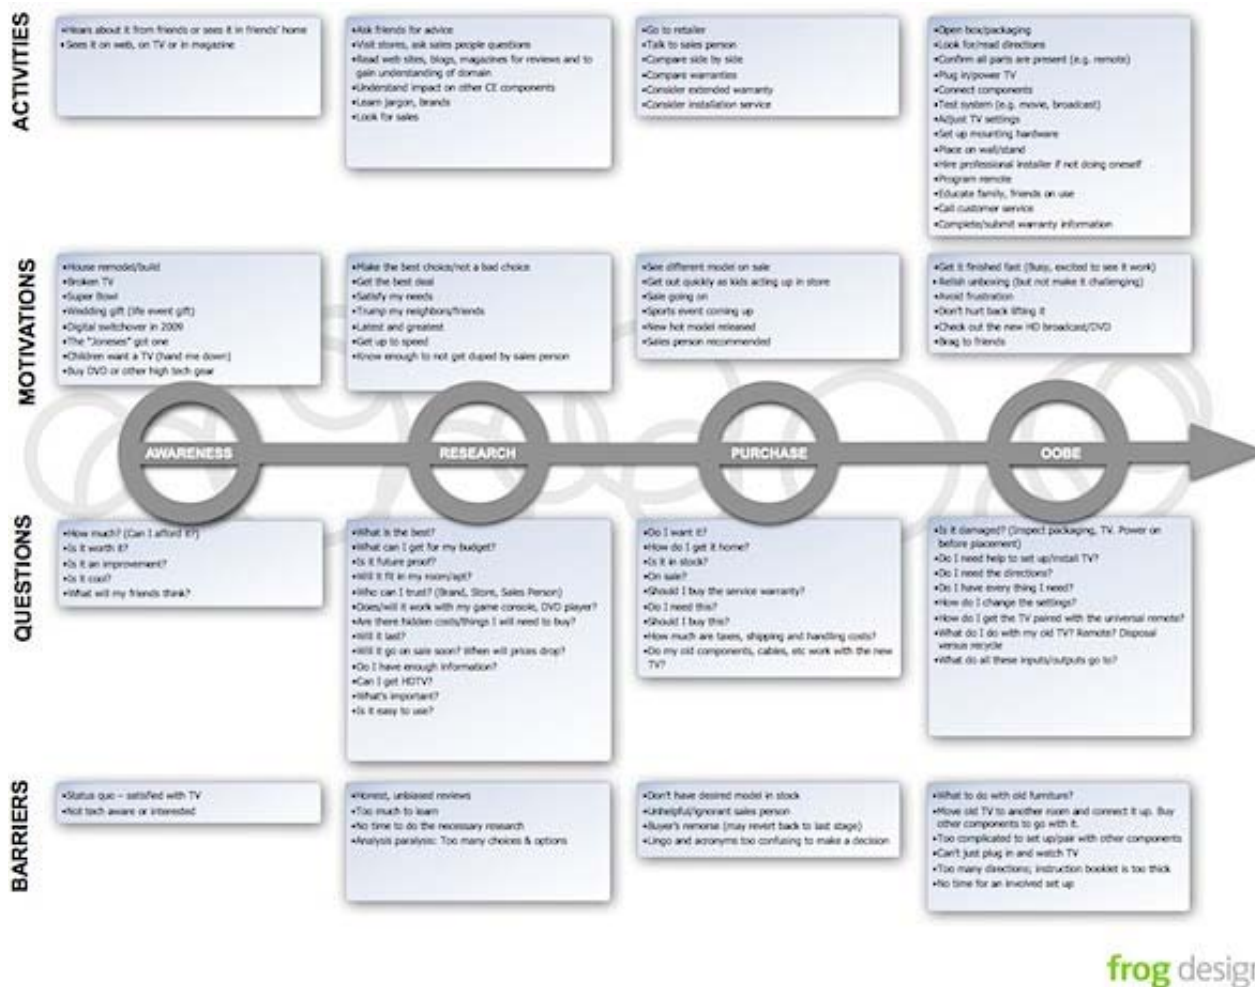 ACTIVITIES
•Hears about it from friends or sees it in friends' home
•Sees it on web, on TV or in magazine
•Ask friends for advice
•Visit stores, ask sales people questions
•Read web sites, blogs, magazines for reviews and to
gain understanding of domain
•Understand impact on other CE components
•Learn jargon, brands
•Look for sales
•Go to retailer
•Talk to sales person
•Compare side by side
•Compare warranties
•Consider extended warranty
•Consider installation service
•Open box/packaging
•Look for/read directions
•Confirm all parts are present (e.g. remote)
•Plug in/power TV
•Connect components
•Test system (e.g. movie, broadcast)
•Adjust TV settings
•Set up mounting hardware
•Place on wall/stand
•Hire professional installer if not doing oneself
•Program remote
•Educate family, friends on use
•Call customer service
•Complete/submit warranty information
MOTIVATIONS
•House remodel/build
•Broken TV
•Super Bowl
•Wedding gift (life event gift)
•Digital switchover in 2009
•The "Joneses" got one
•Children want a TV (hand me down)
•Buy DVD or other high tech gear
•Make the best choice/not a bad choice
•Get the best deal
•Satisfy my needs
•Trump my neighbors/friends
•Latest and greatest
•Get up to speed
•Know enough to not get duped by sales person
•See different model on sale
•Get out quickly as kids acting up in store
•Sale going on
•Sports event coming up
•New hot model released
•Sales person recommended
•Get it finished fast (Busy, excited to see it work)
•Relish unboxing (but not make it challenging)
•Avoid frustration
•Don't hurt back lifting it
•Check out the new HD broadcast/DVD
•Brag to friends
AWARENESS
RESEARCH
PURCHASE
OOBE
QUESTIONS
•How much? (Can I afford it?)
•Is it worth it?
•Is it an improvement?
•Is it cool?
•What will my friends think?
•What is the best?
•What can I get for my budget?
•Is it future proof?
•Will it fit in my room/apt?
•Who can I trust? (Brand, Store, Sales Person)
•Does/will it work with my game console, DVD player?
•Are there hidden costs/things I will need to buy?
•Will it last?
•Will it go on sale soon? When will prices drop?
•Do I have enough information?
•Can I get HDTV?
•What's important?
•Is it easy to use?
•Do I want it?
•How do I get it home?
•Is it in stock?
•On sale?
•Should I buy the service warranty?
•Do I need this?
•Should I buy this?
•How much are taxes, shipping and handling costs?
•Do my old components, cables, etc work with the new
TV?
•Is it damaged? (Inspect packaging, TV. Power on
before placement)
•Do I need help to set up/install TV?
•Do I need the directions?
•Do I have every thing I need?
•How do I change the settings?
•How do I get the TV paired with the universal remote?
•What do I do with my old TV? Remote? Disposal
versus recycle
•What do all these inputs/outputs go to?
BARRIERS
•Status quo – satisfied with TV
•Not tech aware or interested
•Honest, unbiased reviews
•Too much to learn
•No time to do the necessary research
•Analysis paralysis: Too many choices & options
•Don't have desired model in stock
•Unhelpful/ignorant sales person
•Buyer's remorse (may revert back to last stage)
•Lingo and acronyms too confusing to make a decision
•What to do with old furniture?
•Move old TV to another room and connect it up. Buy
other components to go with it.
•Too complicated to set up/pair with other components
•Can't just plug in and watch TV
•Too many directions; instruction booklet is too thick
•No time for an involved set up
frog design